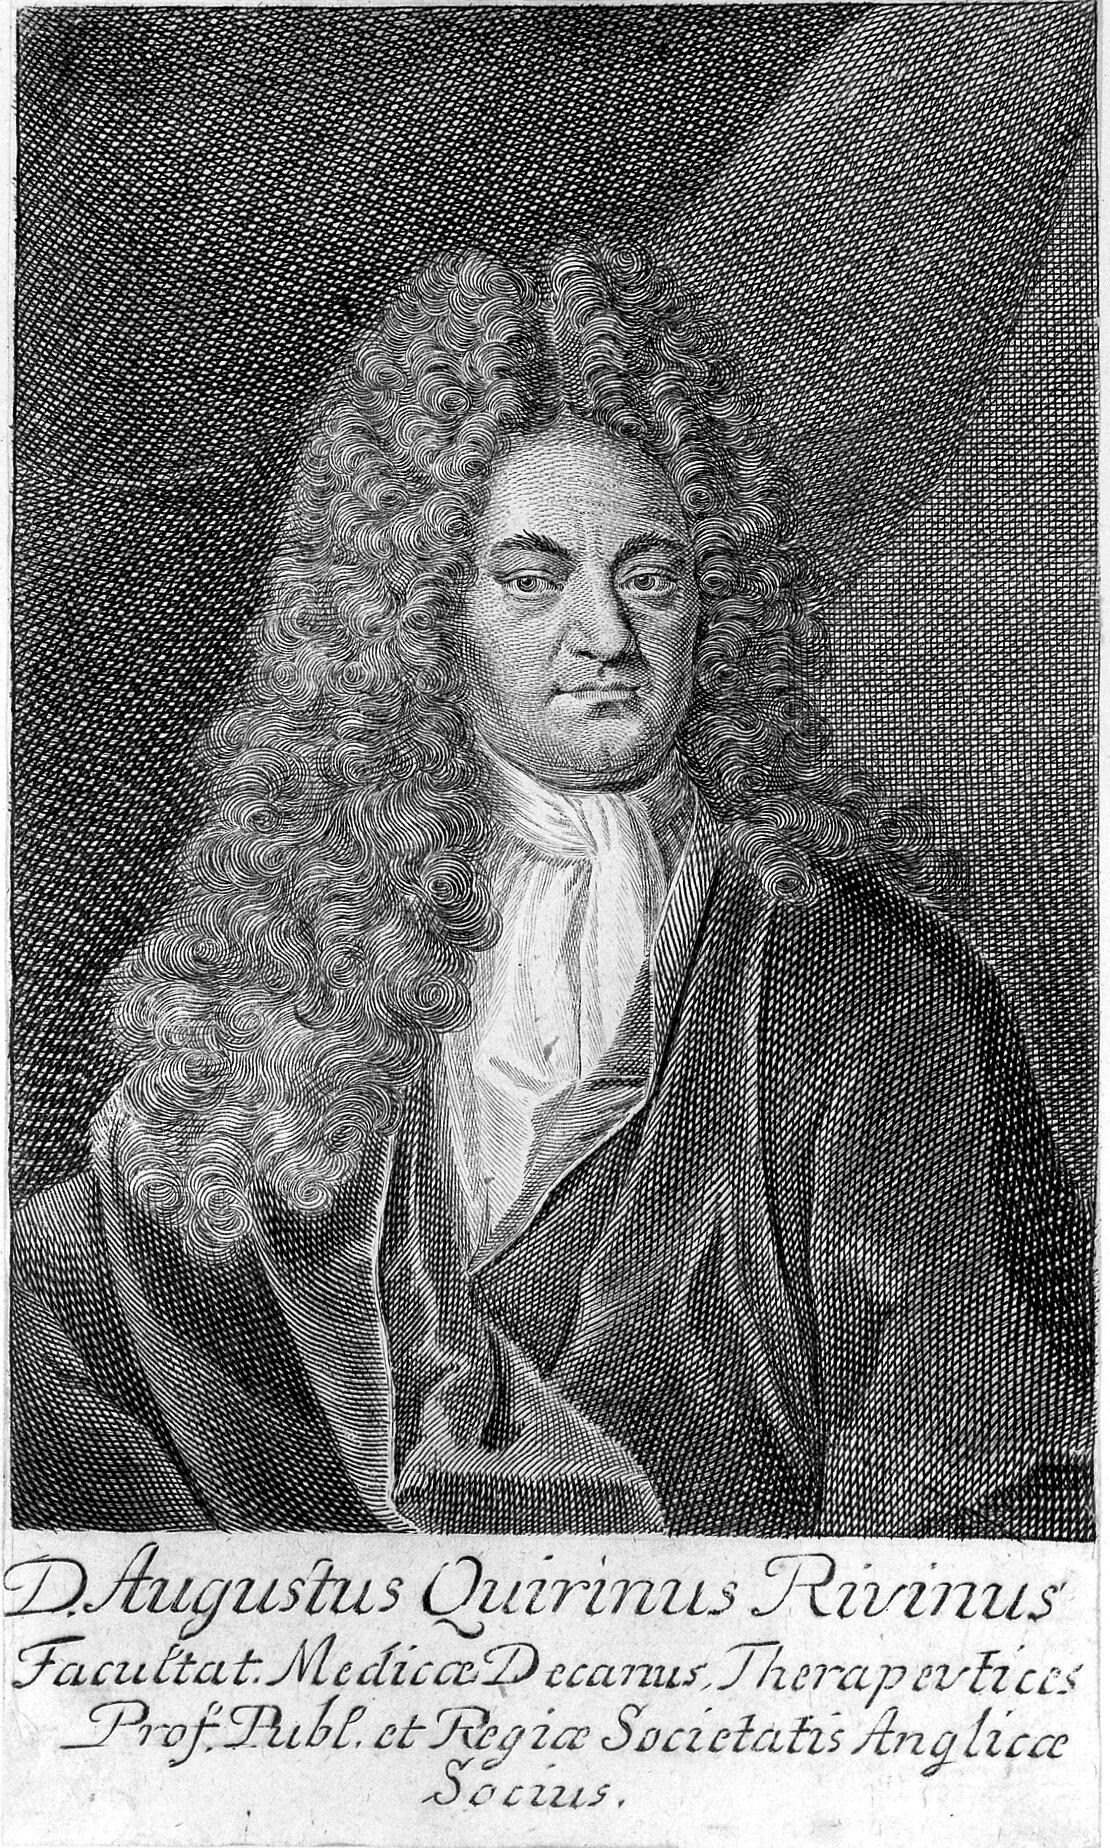 D. Augustus Quirinus Rivinus
Facultat. Medicæ Decanus, Therapevtices
Prof. Publ. et Regiæ Societatis Anglicæ
Socius.